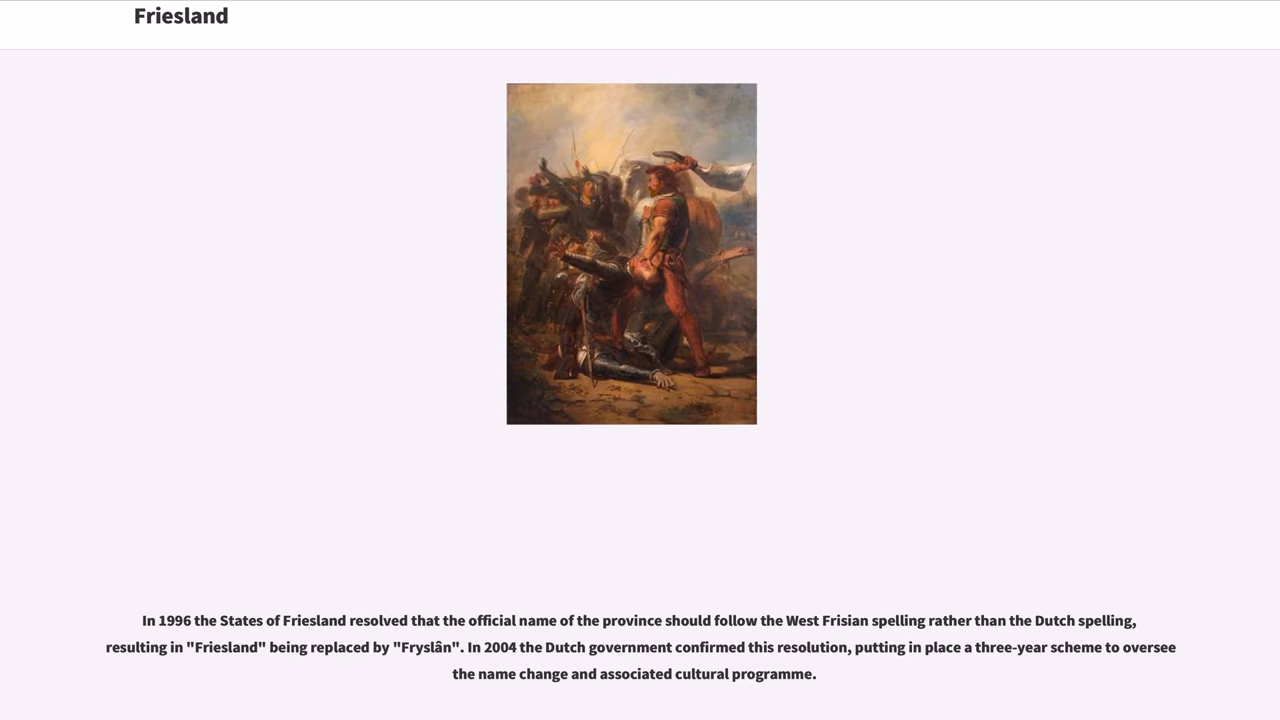 Friesland
In 1996 the States of Friesland resolved that the official name of the province should follow the West Frisian spelling rather than the Dutch spelling,
resulting in "Friesland" being replaced by "Fryslân". In 2004 the Dutch government confirmed this resolution, putting in place a three-year scheme to oversee
the name change and associated cultural programme.